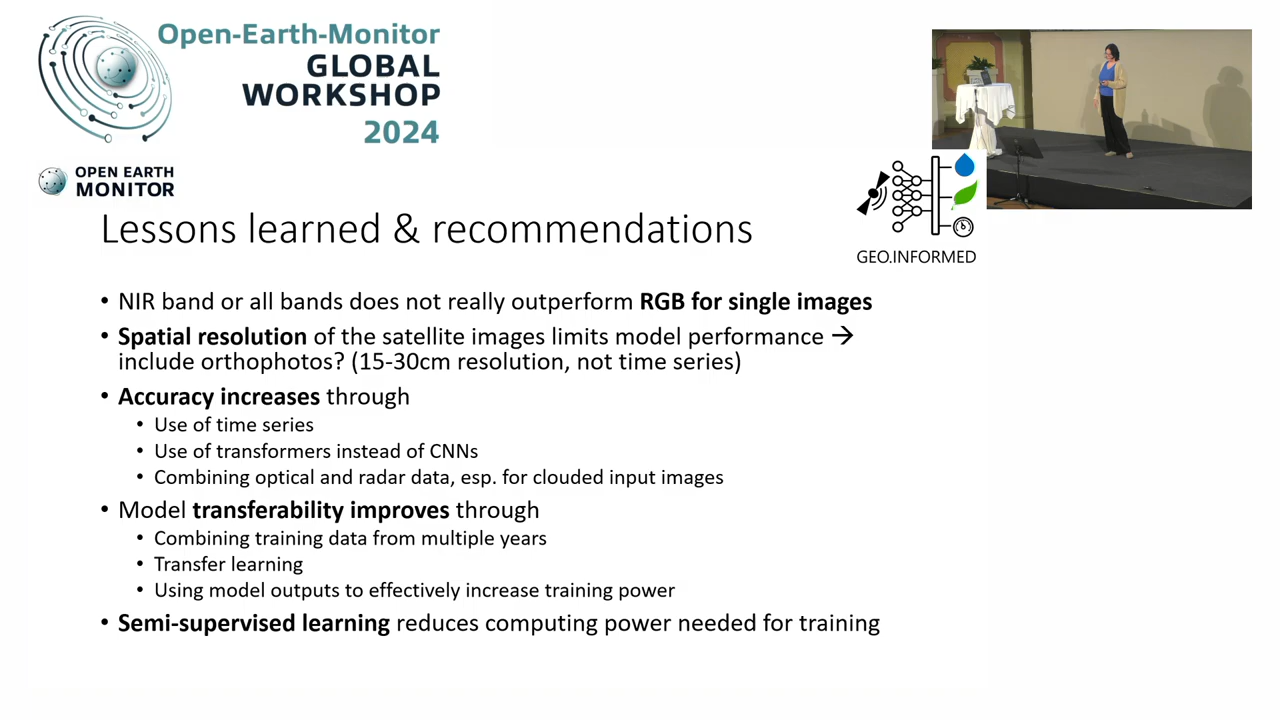 Open-Earth-Monitor
GLOBAL
WORKSHOP
2024
OPEN EARTH
MONITOR
GEO.INFORMED
Lessons learned & recommendations
• NIR band or all bands does not really outperform RGB for single images
• Spatial resolution of the satellite images limits model performance →
include orthophotos? (15-30cm resolution, not time series)
• Accuracy increases through
• Use of time series
• Use of transformers instead of CNNs
• Combining optical and radar data, esp. for clouded input images
• Model transferability improves through
• Combining training data from multiple years
• Transfer learning
• Using model outputs to effectively increase training power
• Semi-supervised learning reduces computing power needed for training